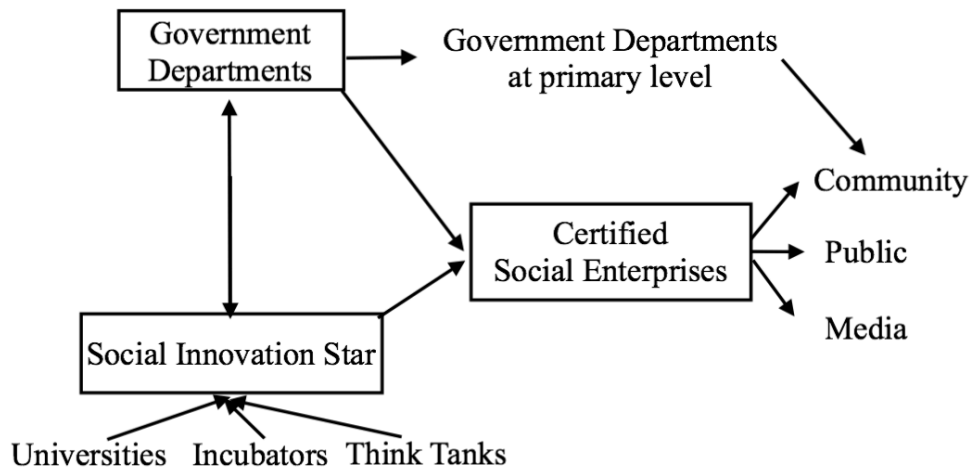 Government
Departments
Government Departments
at primary level
Community
Certified
Social Enterprises
Public
Media
Social Innovation Star
Universities
Incubators
Think Tanks